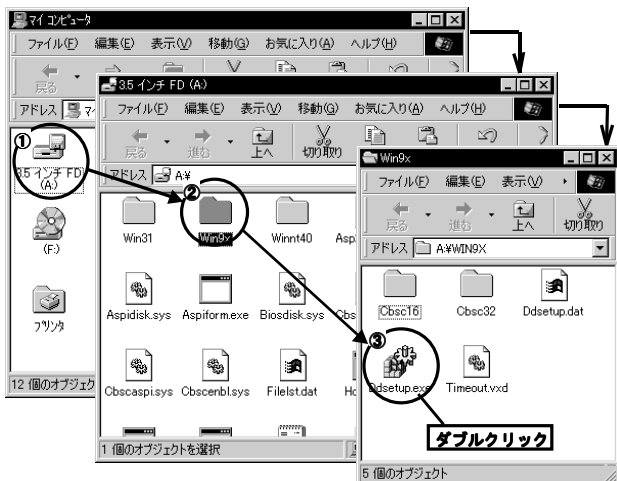 マイ コンピュータ
ファイル(F) 編集(E) 表示(V) 移動(G) お気に入り(A) ヘルプ(H)
戻る
アドレス
①
3.5 インチ FD (A:)
(F:)
プリンタ
12 個のオブジェク
3.5 インチ FD (A:)
ファイル(F) 編集(E) 表示(V) 移動(G) お気に入り(A) ヘルプ(H)
戻る 進む 上へ 切り取り
アドレス A:¥
②
Win31 Win9x Winnt40
Aspidisk.sys Aspiform.exe Biosdisk.sys
Cbscaspi.sys Cbscenbl.sys Filelst.dat
1 個のオブジェクトを選択
Win9x
ファイル(F) 編集(E) 表示(V)
戻る 進む 上へ 切り取り
アドレス A:¥WIN9X
Cbsc16 Cbsc32 Ddsetup.dat
③
Ddsetup.exe Timeout.vxd
ダブルクリック
5 個のオブジェクト